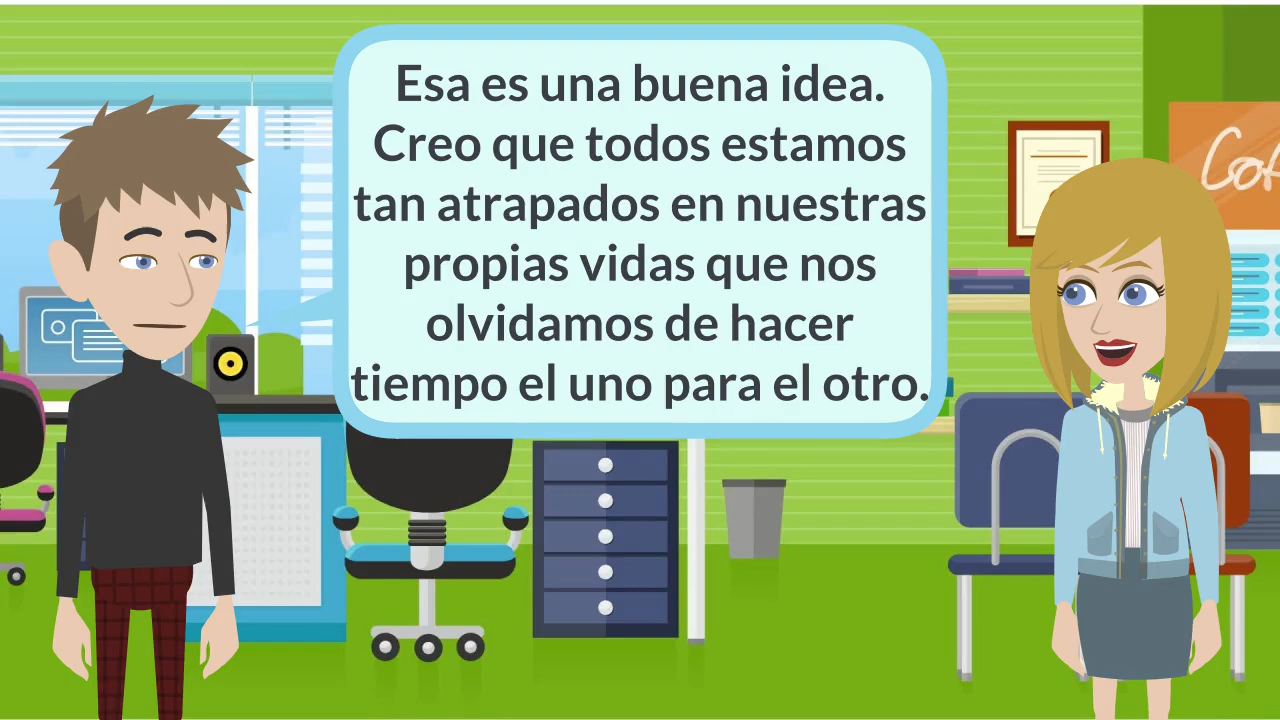 Esa es una buena idea.
Creo que todos estamos
tan atrapados en nuestras
propias vidas que nos
olvidamos de hacer
tiempo el uno para el otro.